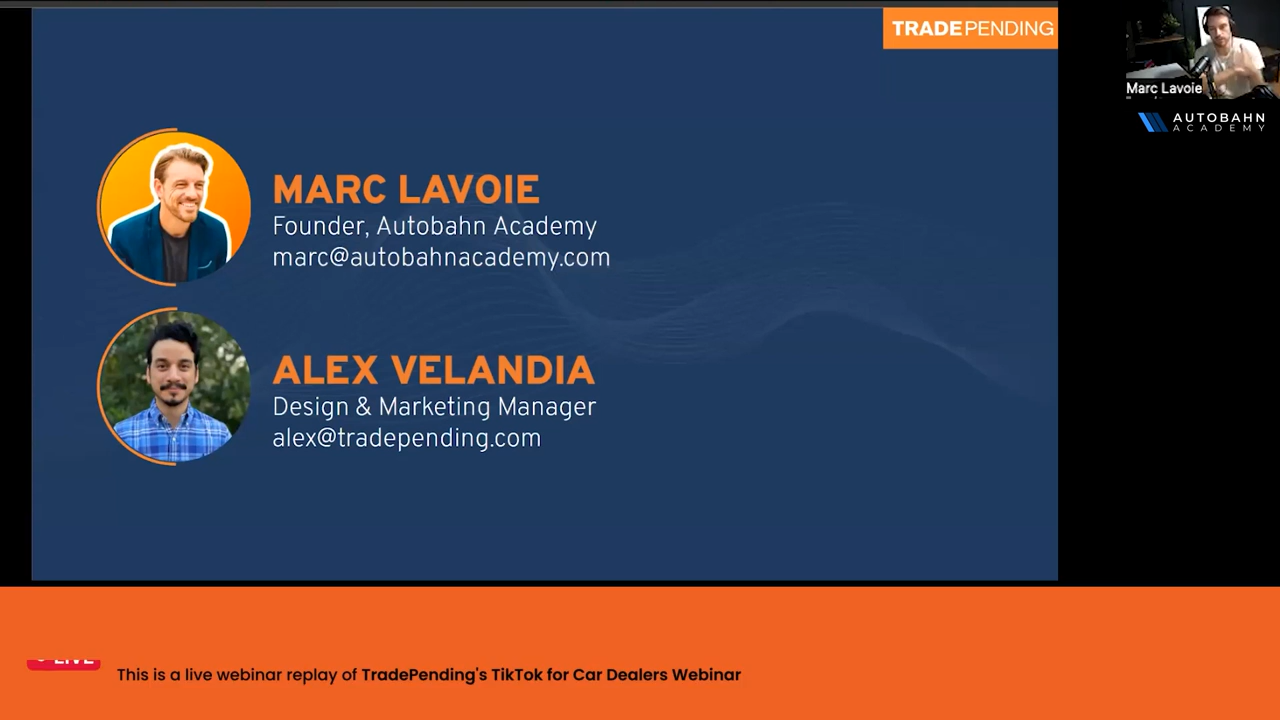 TRADEPENDING
Marc Lavoie
AUTOBAHN
ACADEMY
MARC LAVOIE
Founder, Autobahn Academy
marc@autobahnacademy.com
ALEX VELANDIA
Design & Marketing Manager
alex@tradepending.com
LIVE
This is a live webinar replay of TradePending's TikTok for Car Dealers Webinar